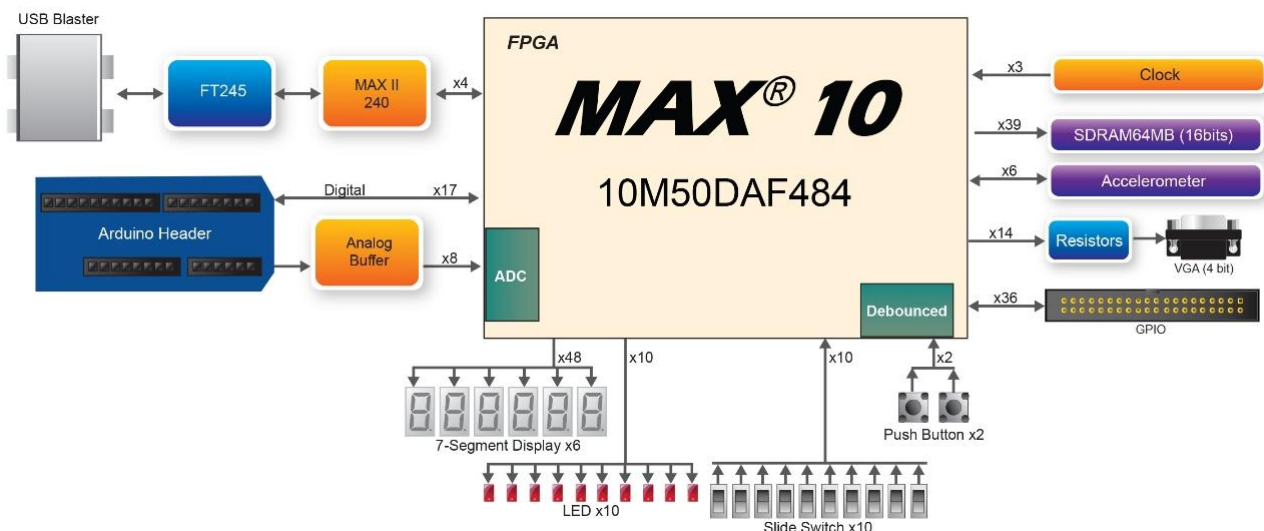 USB Blaster
FT245
MAX II
240
x4
FPGA
MAX® 10
10M50DAF484
x3
Clock
x39
SDRAM64MB (16bits)
x6
Accelerometer
x14
Resistors
VGA (4 bit)
x36
GPIO
Digital
x17
Arduino Header
Analog
Buffer
x8
ADC
Debounced
x48
x10
x10
x2
7-Segment Display x6
Push Button x2
LED x10
Slide Switch x10